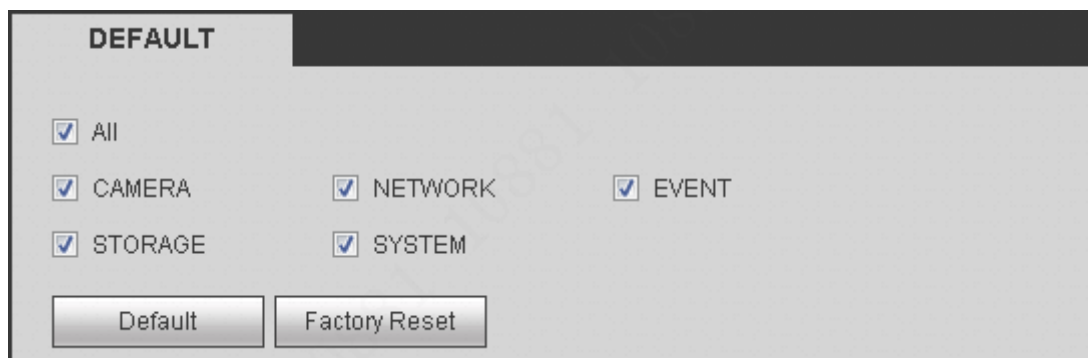 DEFAULT
All
CAMERA NETWORK EVENT
STORAGE SYSTEM
Default Factory Reset